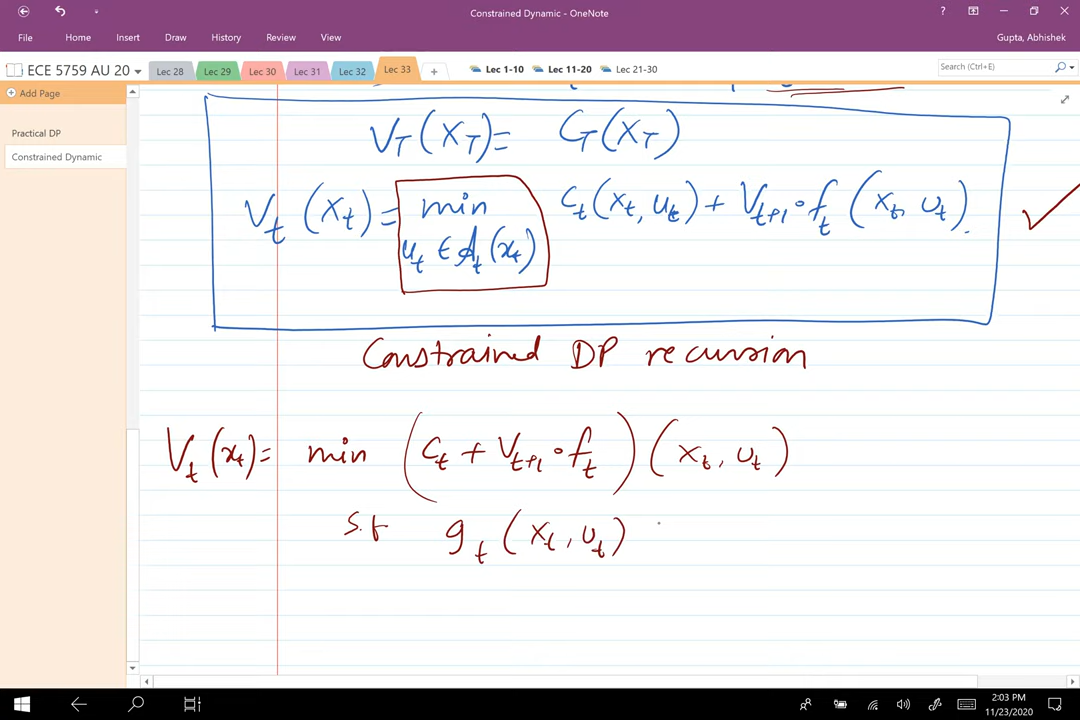 Constrained Dynamic - OneNote
?
File Home Insert Draw History Review View
Gupta, Abhishek
ECE 5759 AU 20
Lec 28 Lec 29 Lec 30 Lec 31 Lec 32 Lec 33 +
Lec 1-10 Lec 11-20 Lec 21-30
Search (Ctrl+E)
Add Page
Practical DP
Constrained Dynamic
V_T(x_T) = C_T(x_T)
V_t(x_t) = min C_t(x_t, u_t) + V_{t+1} ∘ f_t(x_t, u_t).
u_t ∈ A_t(x_t)
Constrained DP recursion
V_t(x_t) = min (C_t + V_{t+1} ∘ f_t)(x_t, u_t)
s.t g_t(x_t, u_t)
2:03 PM
11/23/2020